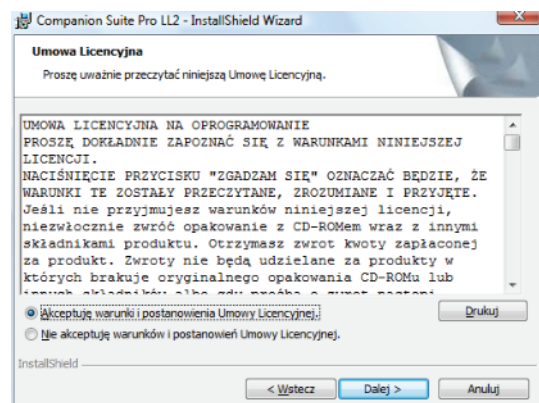 Companion Suite Pro LL2 - InstallShield Wizard
Umowa Licencyjna
Proszę uważnie przeczytać niniejszą Umowę Licencyjną.
UMOWA LICENCYJNA NA OPROGRAMOWANIE
PROSZĘ DOKŁADNIE ZAPOZNAĆ SIĘ Z WARUNKAMI NINIEJSZEJ
LICENCJI.
NACIŚNIĘCIE PRZYCISKU "ZGADZAM SIĘ" OZNACZAĆ BĘDZIE, ŻE
WARUNKI TE ZOSTAŁY PRZECZYTANE, ZROZUMIANE I PRZYJĘTE.
Jeśli nie przyjmujesz warunków niniejszej licencji,
niezwłocznie zwróć opakowanie z CD-ROMem wraz z innymi
składnikami produktu. Otrzymasz zwrot kwoty zapłaconej
za produkt. Zwroty nie będą udzielane za produkty w
których brakuje oryginalnego opakowania CD-ROMu lub
Akceptuję warunki i postanowienia Umowy Licencyjnej.
Drukuj
Nie akceptuję warunków i postanowień Umowy Licencyjnej.
InstallShield
< Wstecz
Dalej >
Anuluj